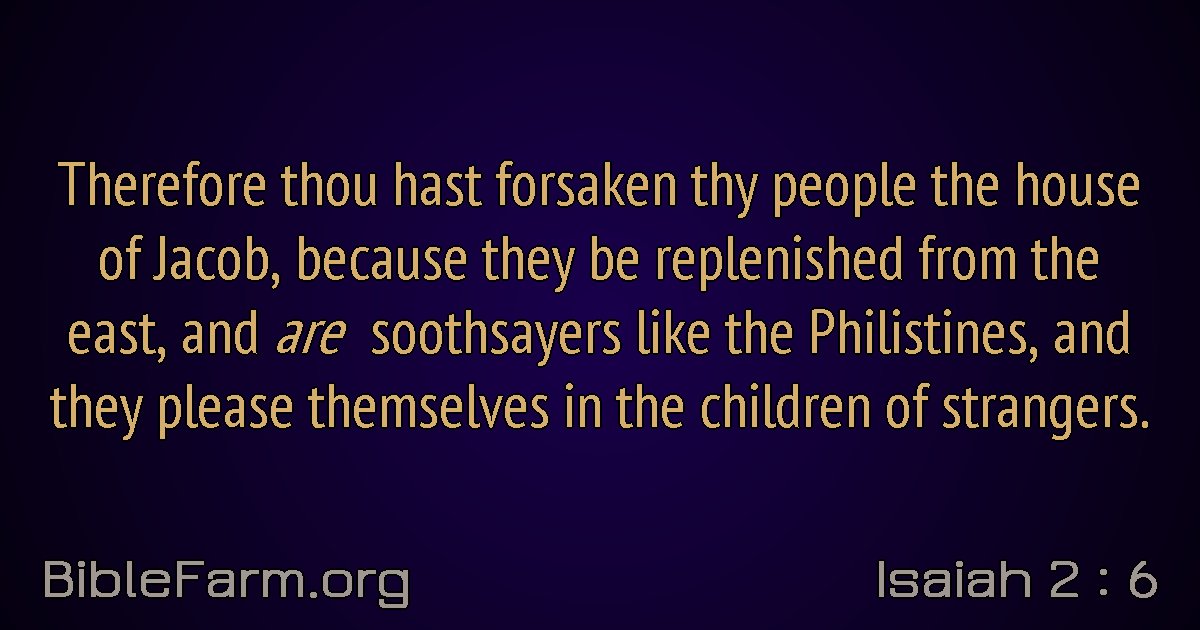 Therefore thou hast forsaken thy people the house
of Jacob, because they be replenished from the
east, and are soothsayers like the Philistines, and
they please themselves in the children of strangers.
BibleFarm.org
Isaiah 2 : 6